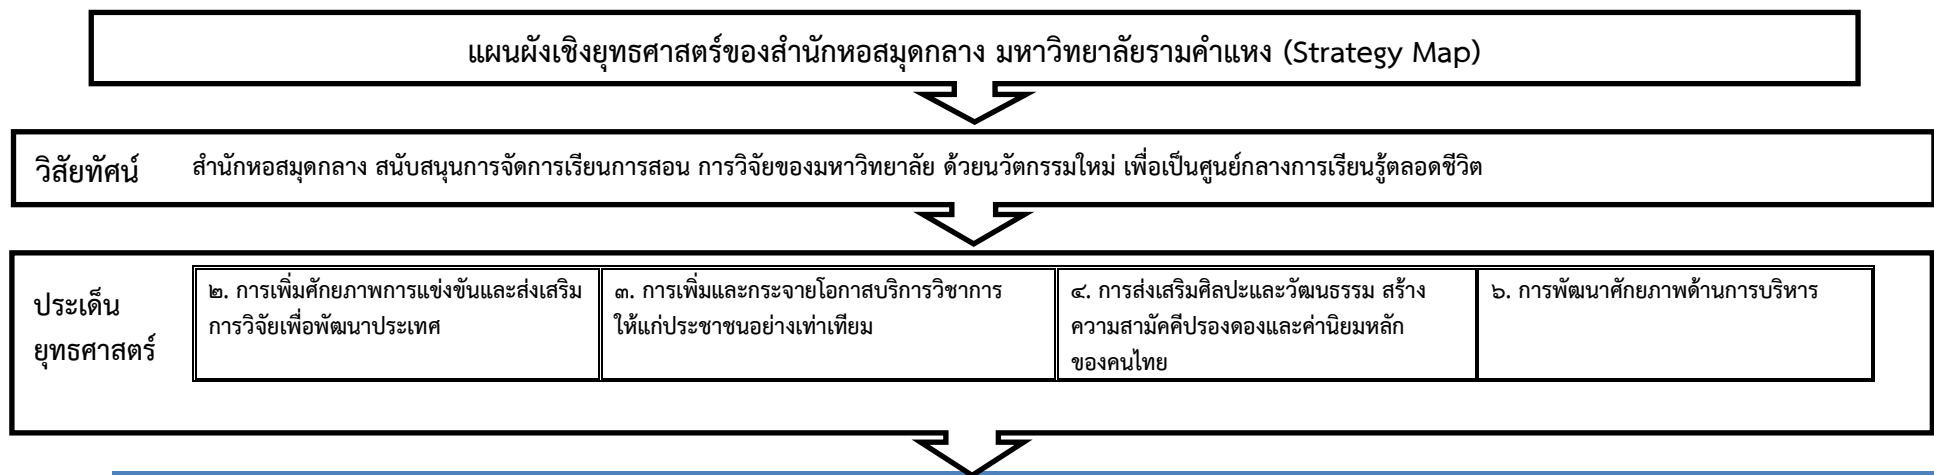 แผนผังเชิงยุทธศาสตร์ของสำนักหอสมุดกลาง มหาวิทยาลัยรามคำแหง (Strategy Map)
วิสัยทัศน์ สำนักหอสมุดกลาง สนับสนุนการจัดการเรียนการสอน การวิจัยของมหาวิทยาลัย ด้วยนวัตกรรมใหม่ เพื่อเป็นศูนย์กลางการเรียนรู้ตลอดชีวิต
ประเด็น
ยุทธศาสตร์
๒. การเพิ่มศักยภาพการแข่งขันและส่งเสริม
การวิจัยเพื่อพัฒนาประเทศ
๓. การเพิ่มและกระจายโอกาสบริการวิชาการ
ให้แก่ประชาชนอย่างเท่าเทียม
๔. การส่งเสริมศิลปะและวัฒนธรรม สร้าง
ความสามัคคีปรองดองและค่านิยมหลัก
ของคนไทย
๖. การพัฒนาศักยภาพด้านการบริหาร